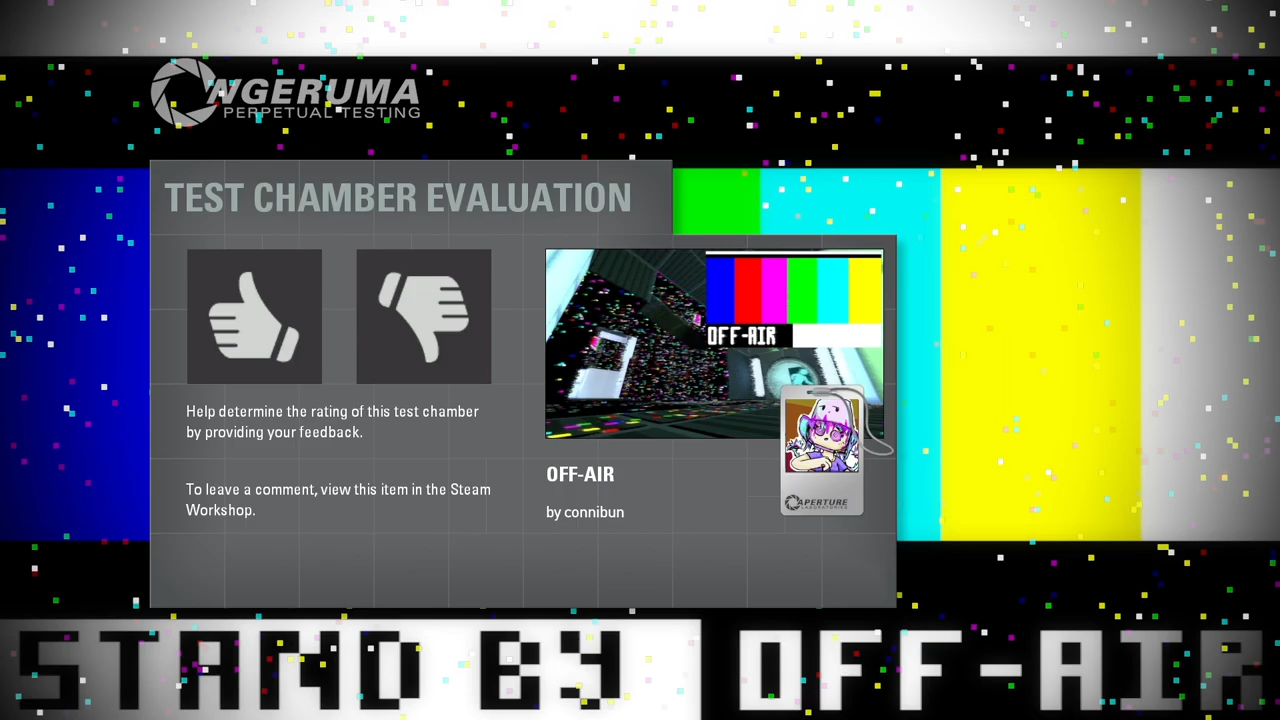 NGERUMA
PERPETUAL TESTING
TEST CHAMBER EVALUATION
OFF-AIR
Help determine the rating of this test chamber
by providing your feedback.
To leave a comment, view this item in the Steam
Workshop.
OFF-AIR
by connibun
APERTURE
LABORATORIES
STAND BY OFF-AIR